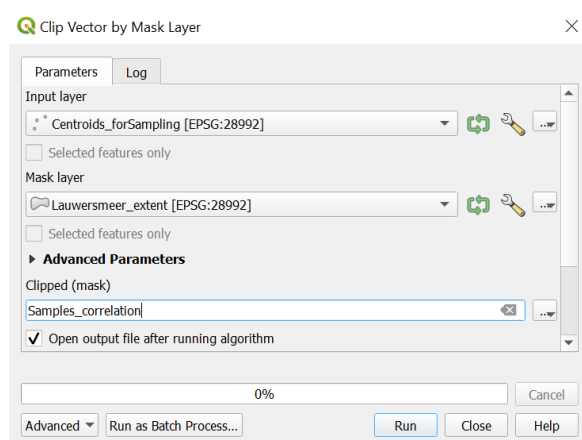 Clip Vector by Mask Layer
Parameters
Log
Input layer
Centroids_forSampling [EPSG:28992]
Selected features only
Mask layer
Lauwersmeer_extent [EPSG:28992]
Selected features only
Advanced Parameters
Clipped (mask)
Samples_correlation
Open output file after running algorithm
0%
Cancel
Advanced
Run as Batch Process...
Run
Close
Help